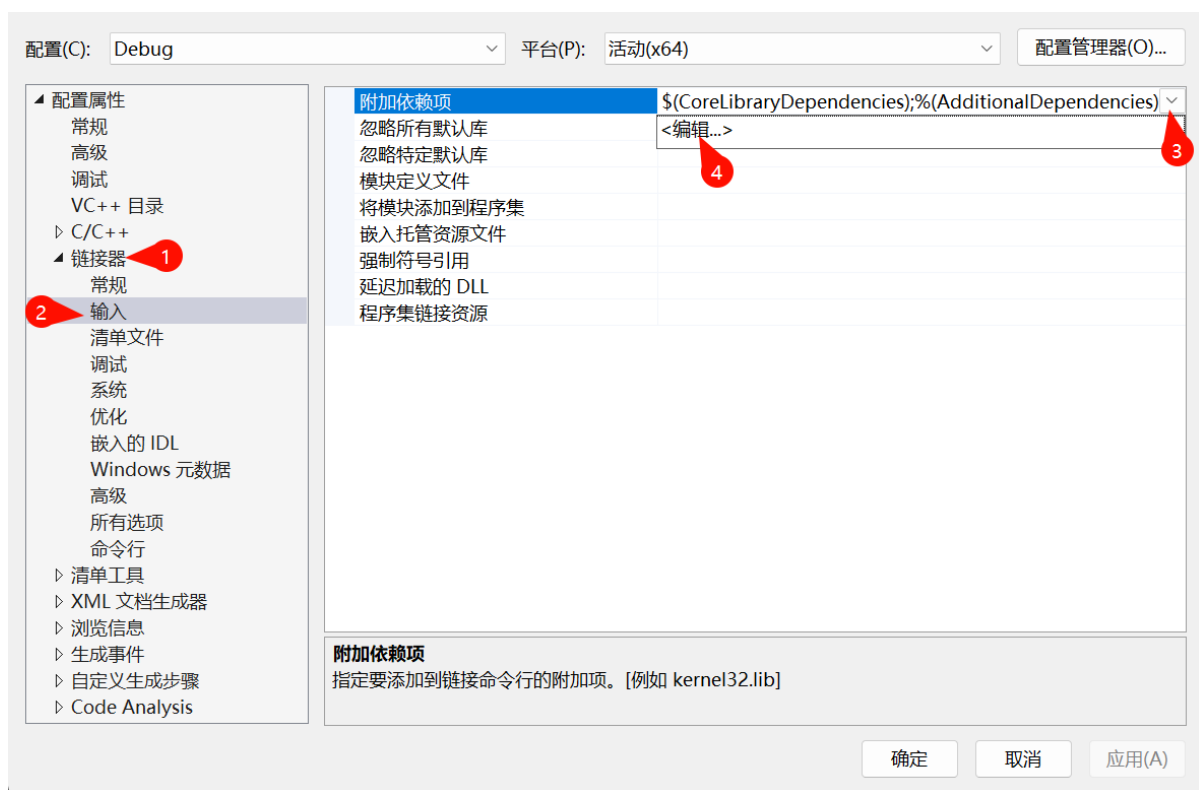 配置(C): Debug 平台(P): 活动(x64) 配置管理器(O)...
配置属性
常规
高级
调试
VC++ 目录
C/C++
链接器 1
常规
2 输入
清单文件
调试
系统
优化
嵌入的 IDL
Windows 元数据
高级
所有选项
命令行
清单工具
XML 文档生成器
浏览信息
生成事件
自定义生成步骤
Code Analysis
附加依赖项 $(CoreLibraryDependencies);%(AdditionalDependencies)
忽略所有默认库 <编辑...> 3
忽略特定默认库 4
模块定义文件
将模块添加到程序集
嵌入托管资源文件
强制符号引用
延迟加载的 DLL
程序集链接资源
附加依赖项
指定要添加到链接命令行的附加项。[例如 kernel32.lib]
确定 取消 应用(A)